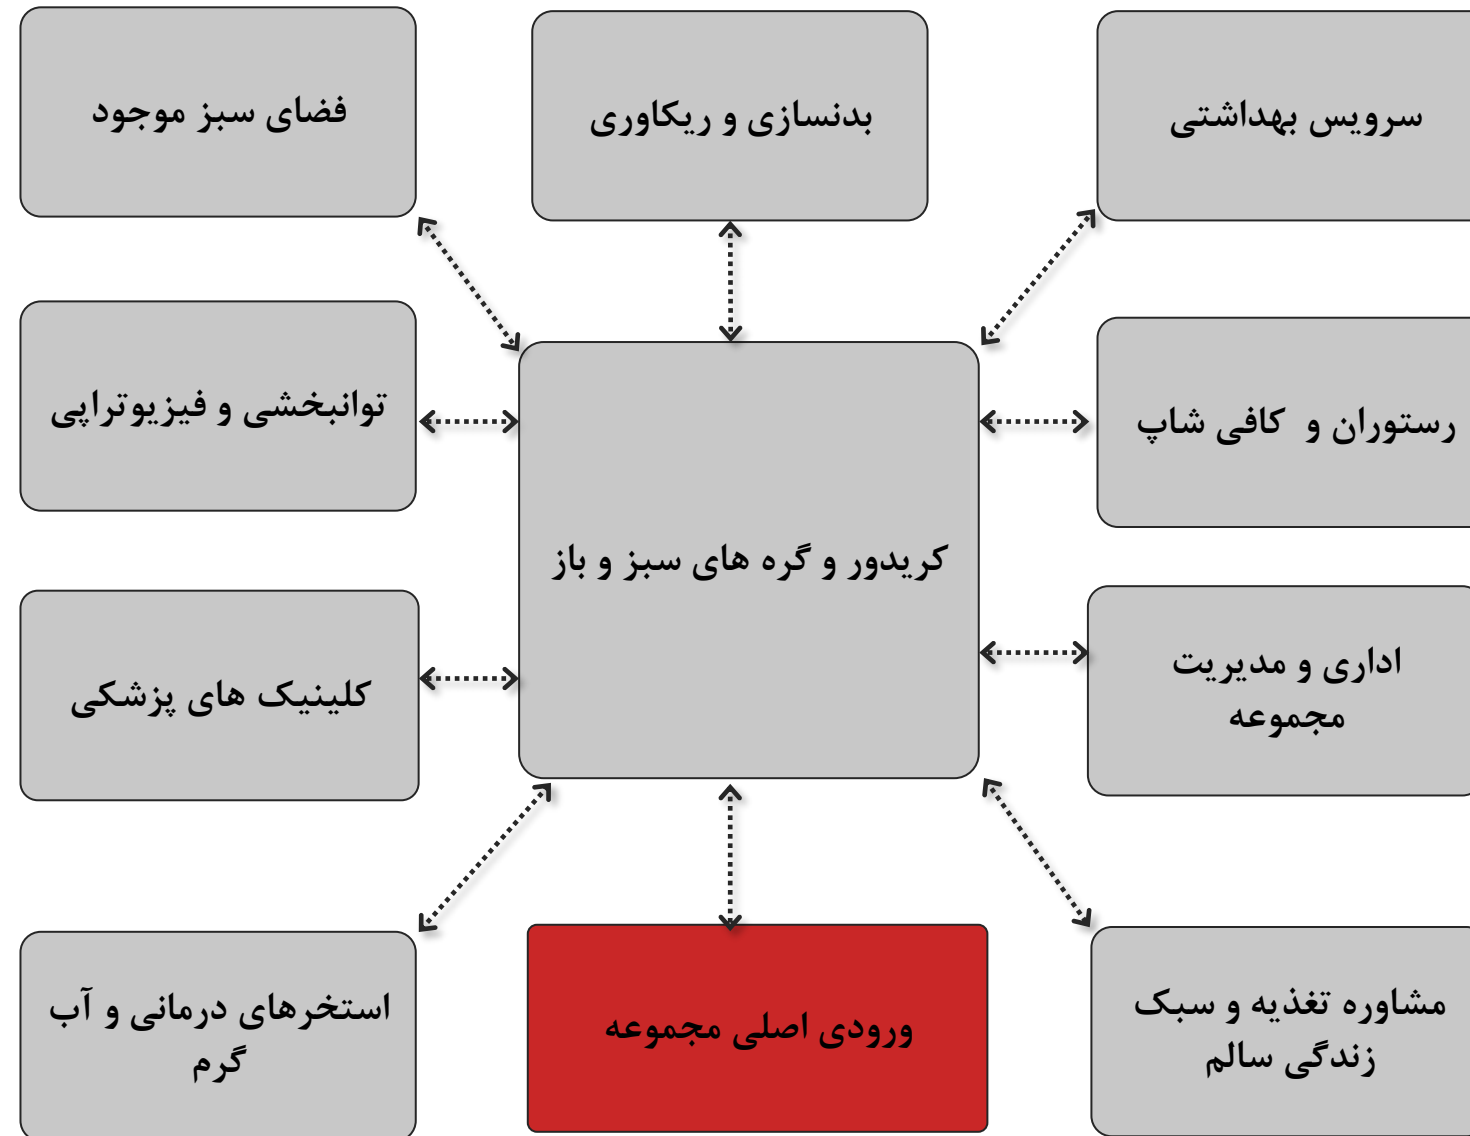 سرویس بهداشتی
بدنسازی و ریکاوری
فضای سبز موجود
رستوران و کافی شاپ
توانبخشی و فیزیوتراپی
کریدور و گره های سبز و باز
اداری و مدیریت
مجموعه
کلینیک های پزشکی
مشاوره تغذیه و سبک
زندگی سالم
ورودی اصلی مجموعه
استخرهای درمانی و آب
گرم